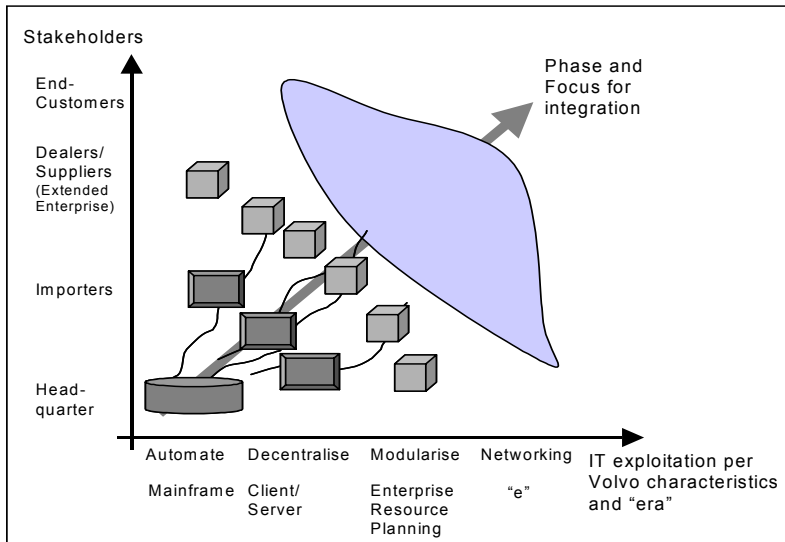 Stakeholders
End-
Customers
Phase and
Focus for
integration
Dealers/
Suppliers
(Extended
Enterprise)
Importers
Head-
quarter
Automate
Decentralise
Modularise
Networking
Mainframe
Client/
Server
Enterprise
Resource
Planning
“e”
IT exploitation per
Volvo characteristics
and “era”